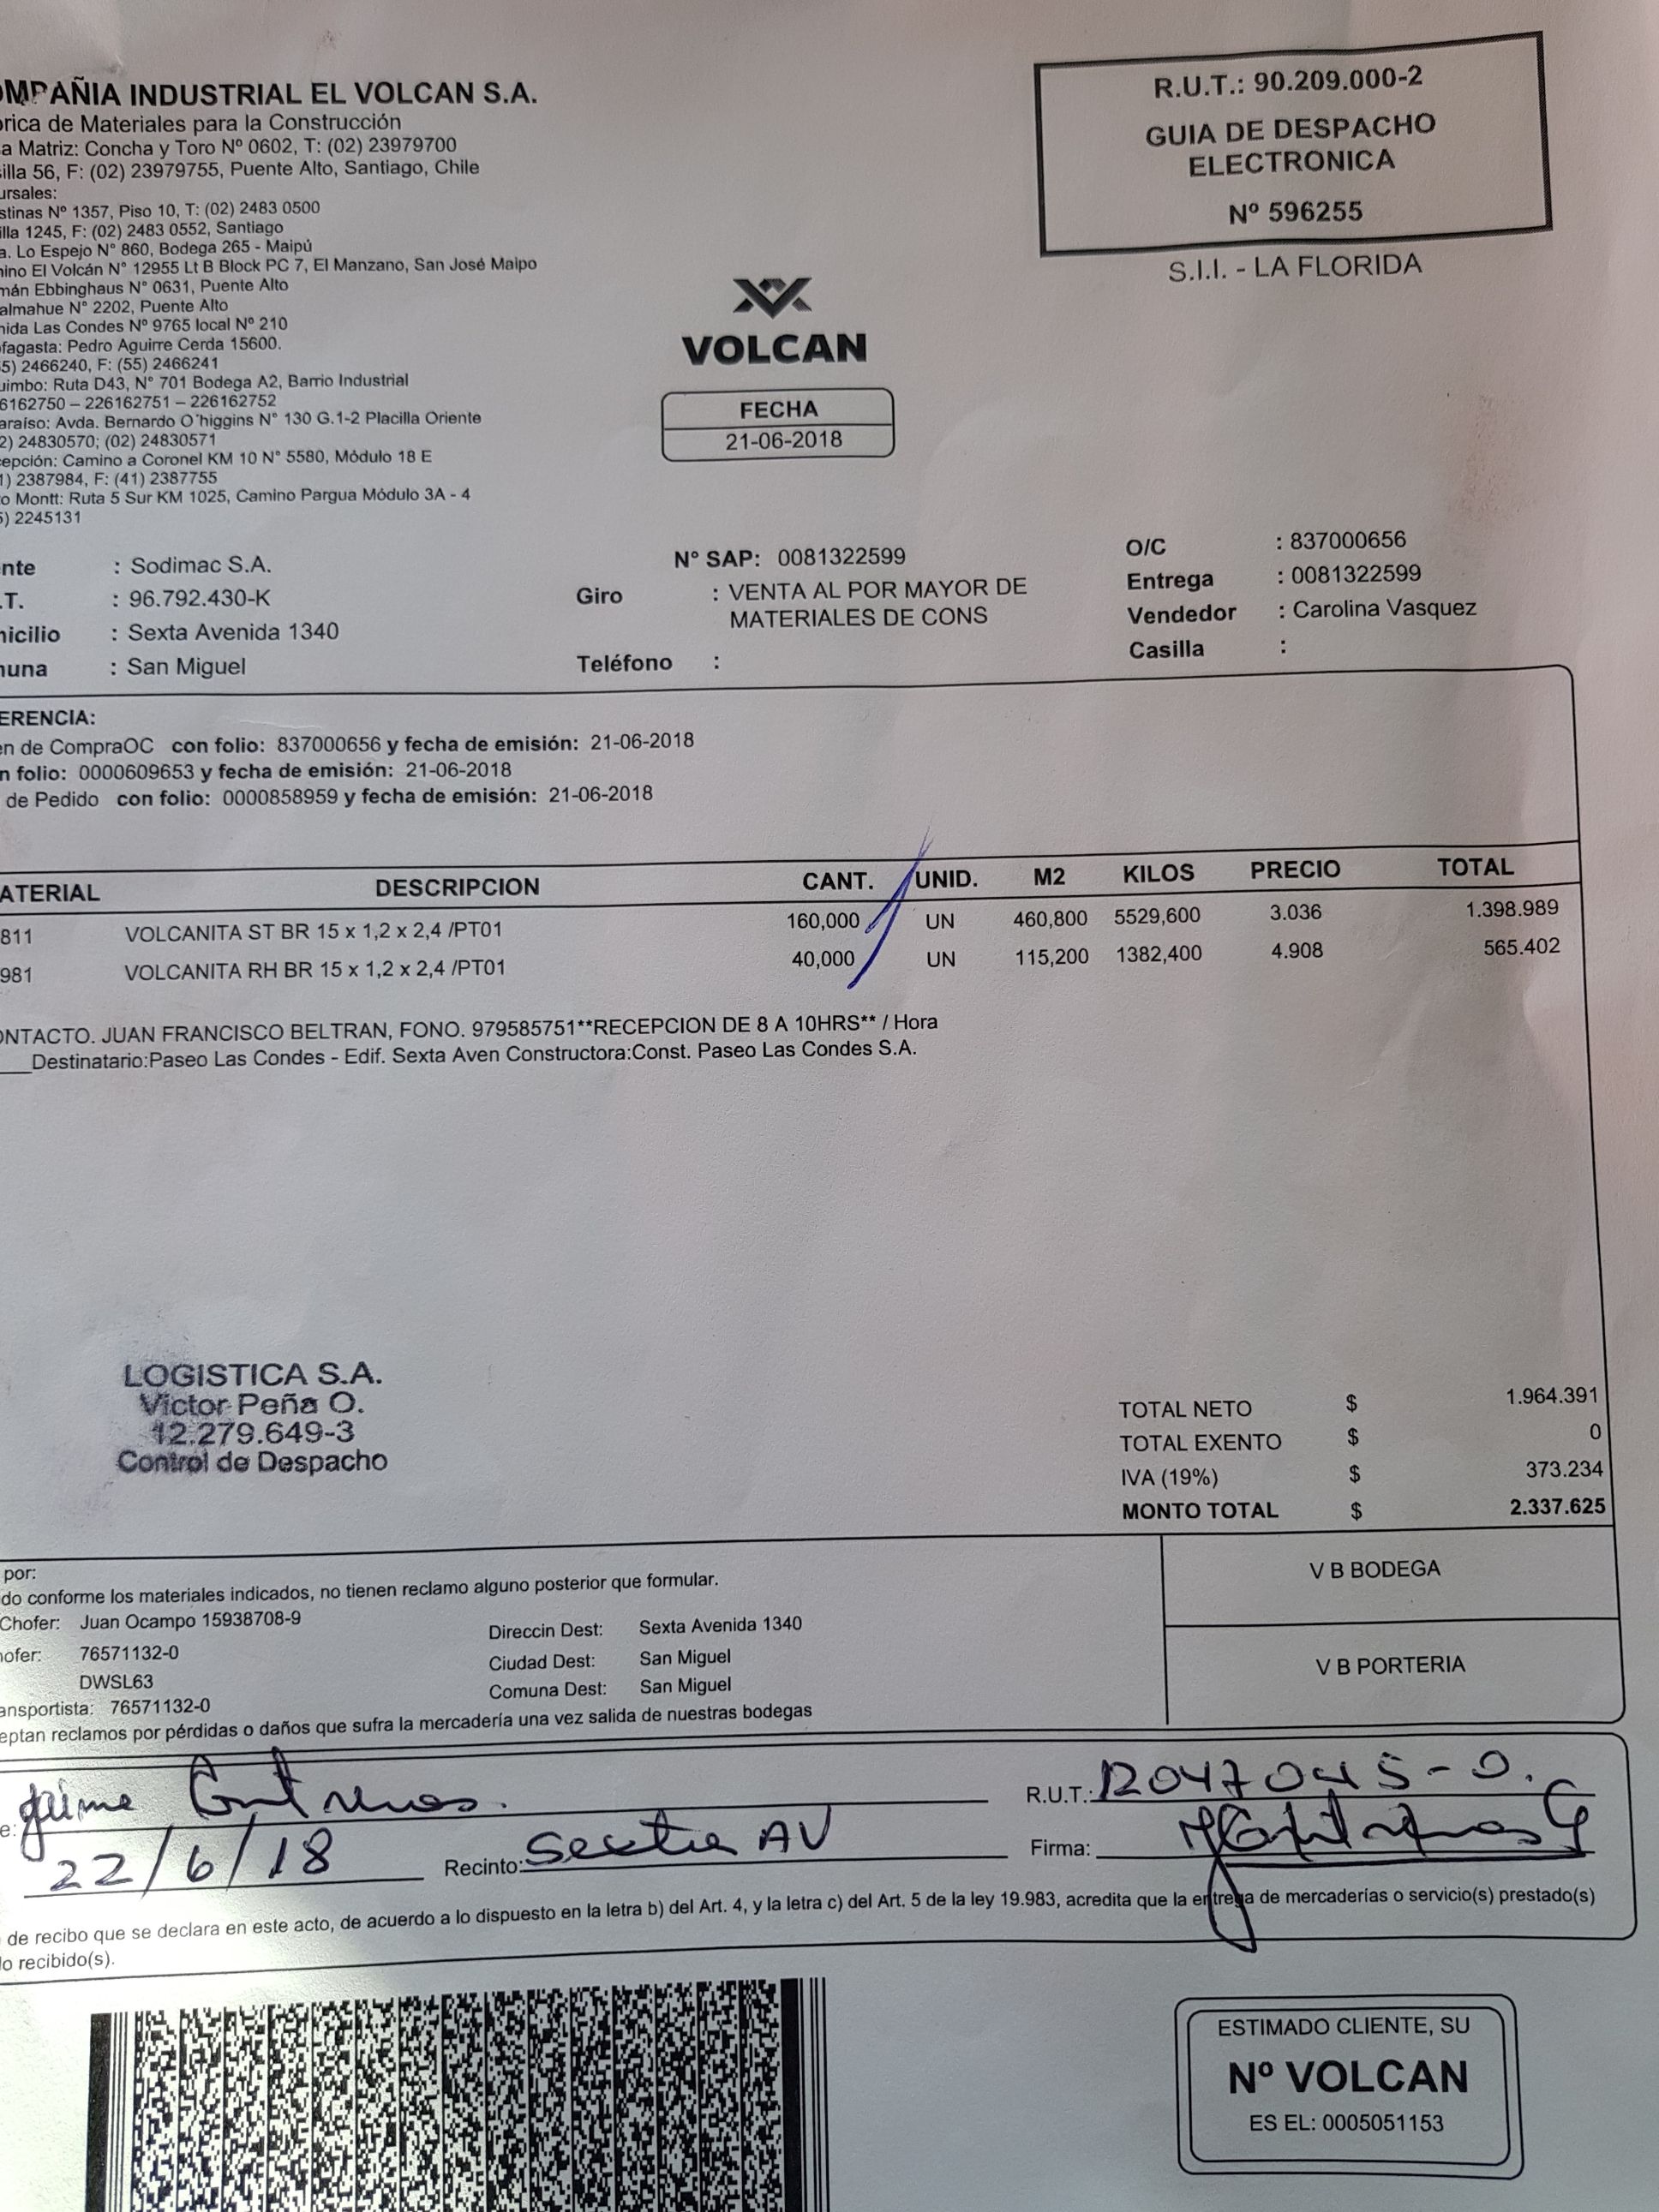 OMPAÑIA INDUSTRIAL EL VOLCAN S.A.
rica de Materiales para la Construcción
a Matriz: Concha y Toro Nº 0602, T: (02) 23979700
illa 56, F: (02) 23979755, Puente Alto, Santiago, Chile
ursales:
stinas Nº 1357, Piso 10, T: (02) 2483 0500
illa 1245, F: (02) 2483 0552, Santiago
a. Lo Espejo N° 860, Bodega 265 - Maipú
ino El Volcán N° 12955 Lt B Block PC 7, El Manzano, San José Maipo
mán Ebbinghaus N° 0631, Puente Alto
almahue N° 2202, Puente Alto
nida Las Condes Nº 9765 local Nº 210
fagasta: Pedro Aguirre Cerda 15600.
5) 2466240, F: (55) 2466241
uimbo: Ruta D43, N° 701 Bodega A2, Barrio Industrial
6162750 – 226162751 – 226162752
araíso: Avda. Bernardo O´higgins N° 130 G.1-2 Placilla Oriente
2) 24830570; (02) 24830571
cepción: Camino a Coronel KM 10 N° 5580, Módulo 18 E
1) 2387984, F: (41) 2387755
o Montt: Ruta 5 Sur KM 1025, Camino Pargua Módulo 3A - 4
5) 2245131
R.U.T.: 90.209.000-2
GUIA DE DESPACHO
ELECTRONICA
Nº 596255
S.I.I. - LA FLORIDA
VOLCAN
FECHA
21-06-2018
nte : Sodimac S.A.
.T. : 96.792.430-K
nicilio : Sexta Avenida 1340
nuna : San Miguel
N° SAP: 0081322599
Giro : VENTA AL POR MAYOR DE
MATERIALES DE CONS
Teléfono :
O/C : 837000656
Entrega : 0081322599
Vendedor : Carolina Vasquez
Casilla :
ERENCIA:
en de CompraOC con folio: 837000656 y fecha de emisión: 21-06-2018
n folio: 0000609653 y fecha de emisión: 21-06-2018
de Pedido con folio: 0000858959 y fecha de emisión: 21-06-2018
ATERIAL DESCRIPCION CANT. UNID. M2 KILOS PRECIO TOTAL
811 VOLCANITA ST BR 15 x 1,2 x 2,4 /PT01 160,000 UN 460,800 5529,600 3.036 1.398.989
981 VOLCANITA RH BR 15 x 1,2 x 2,4 /PT01 40,000 UN 115,200 1382,400 4.908 565.402
ONTACTO. JUAN FRANCISCO BELTRAN, FONO. 979585751**RECEPCION DE 8 A 10HRS** / Hora
___Destinatario:Paseo Las Condes - Edif. Sexta Aven Constructora:Const. Paseo Las Condes S.A.
LOGISTICA S.A.
Victor Peña O.
12.279.649-3
Control de Despacho
TOTAL NETO $ 1.964.391
TOTAL EXENTO $ 0
IVA (19%) $ 373.234
MONTO TOTAL $ 2.337.625
por:
do conforme los materiales indicados, no tienen reclamo alguno posterior que formular.
Chofer: Juan Ocampo 15938708-9
nofer: 76571132-0
DWSL63
ansportista: 76571132-0
Direccin Dest: Sexta Avenida 1340
Ciudad Dest: San Miguel
Comuna Dest: San Miguel
eptan reclamos por pérdidas o daños que sufra la mercadería una vez salida de nuestras bodegas
V B BODEGA
V B PORTERIA
e: Jaime Contreras.
R.U.T.: 12047045-0.
22/6/18 Recinto: Sexta AV
Firma:
de recibo que se declara en este acto, de acuerdo a lo dispuesto en la letra b) del Art. 4, y la letra c) del Art. 5 de la ley 19.983, acredita que la entrega de mercaderías o servicio(s) prestado(s)
lo recibido(s).
ESTIMADO CLIENTE, SU
Nº VOLCAN
ES EL: 0005051153